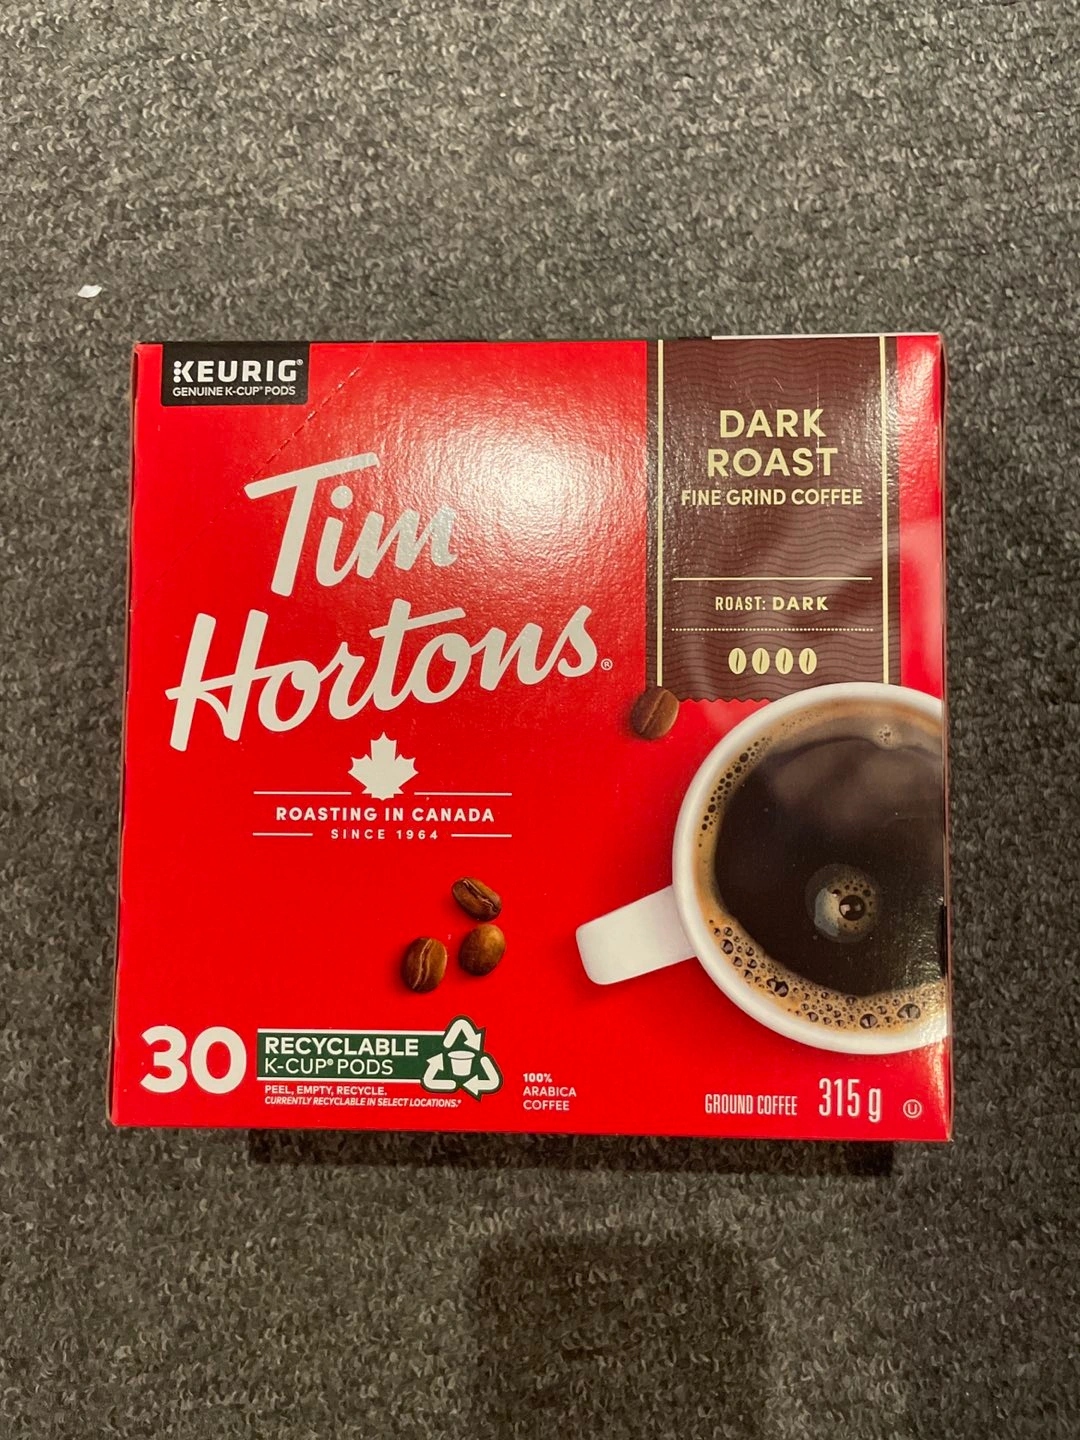 KEURIG®
GENUINE K-CUP® PODS
DARK
ROAST
FINE GRIND COFFEE
ROAST: DARK
Tim
Hortons®
ROASTING IN CANADA
SINCE 1964
30
RECYCLABLE
K-CUP® PODS
PEEL, EMPTY, RECYCLE.
CURRENTLY RECYCLABLE IN SELECT LOCATIONS.*
100%
ARABICA
COFFEE
GROUND COFFEE 315 g
U